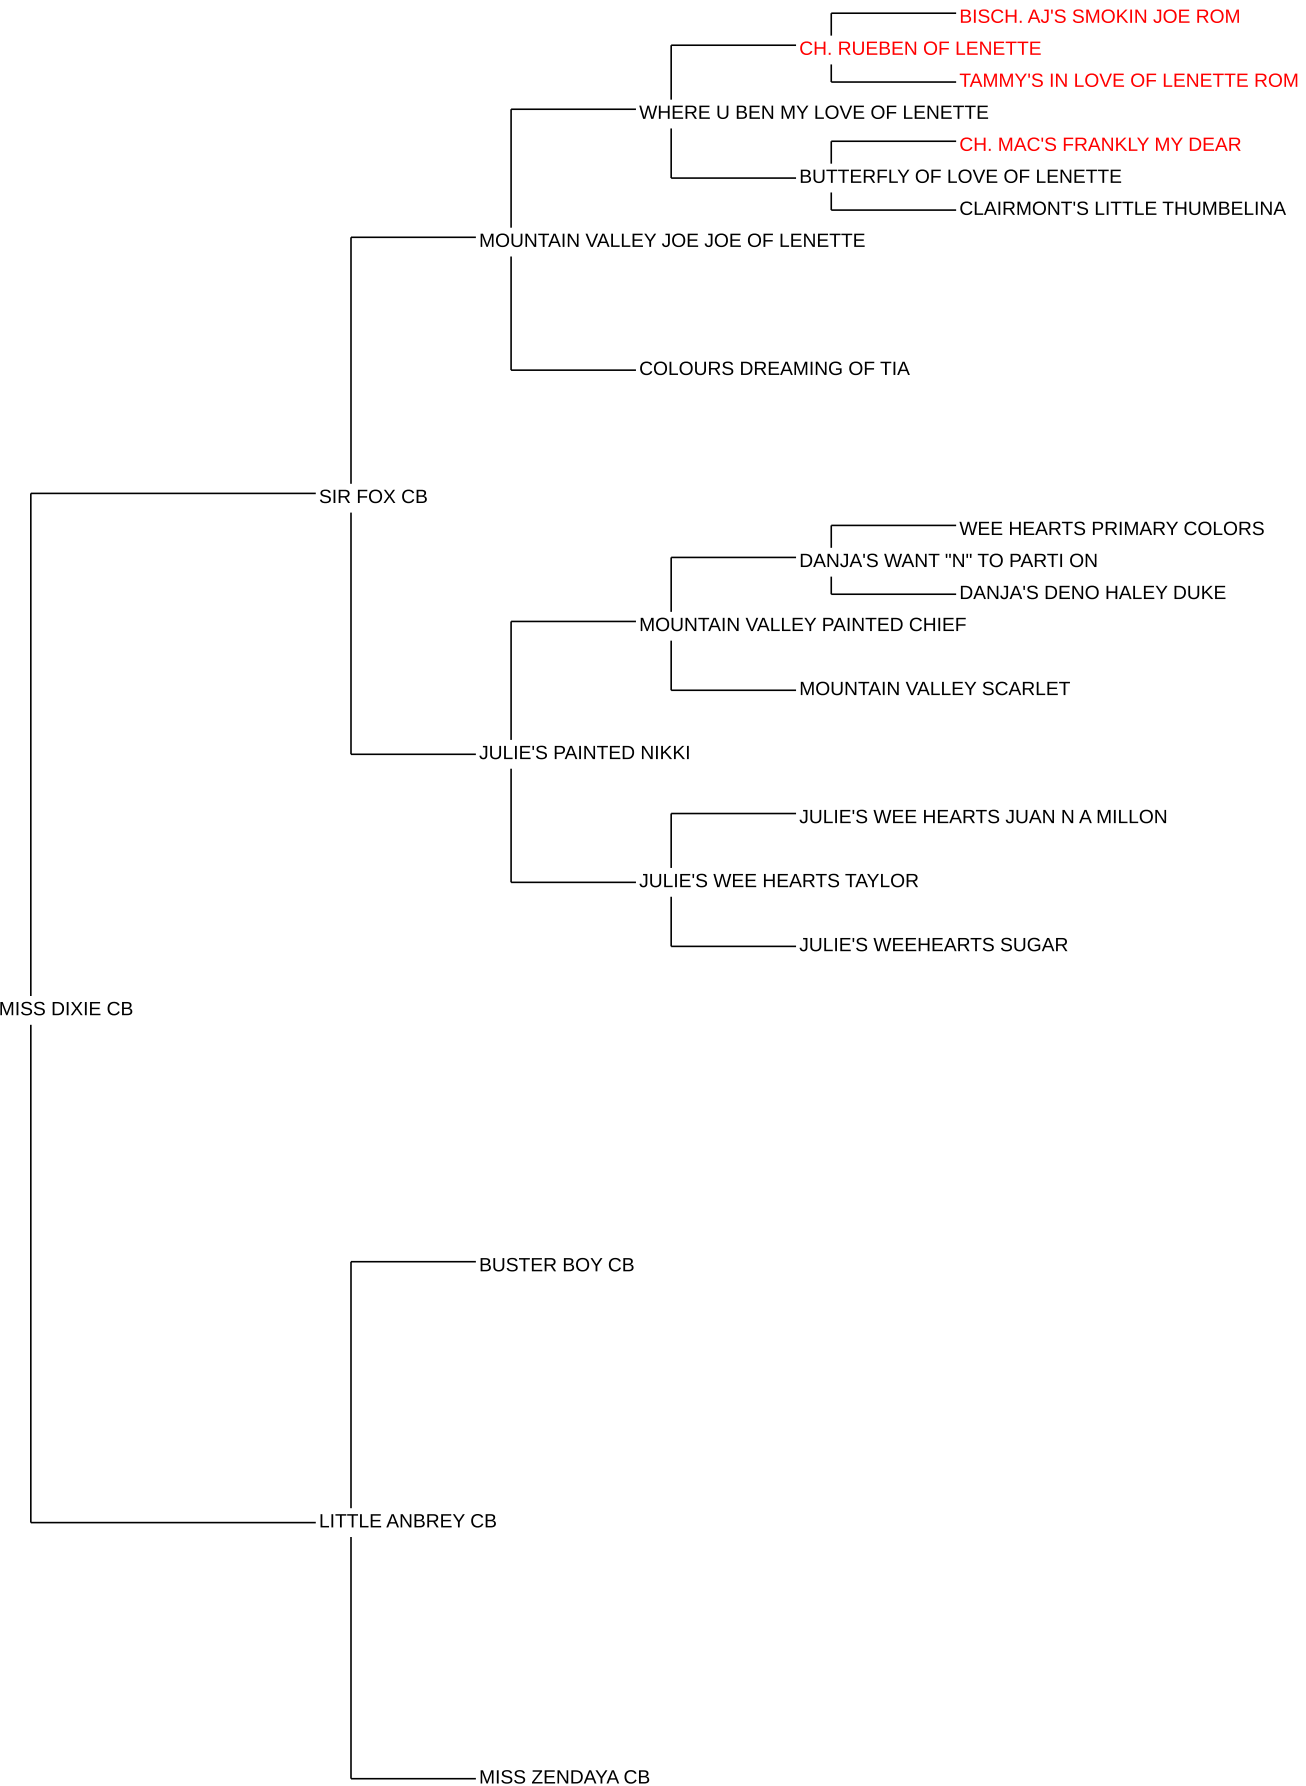 BISCH. AJ'S SMOKIN JOE ROM
CH. RUEBEN OF LENETTE
TAMMY'S IN LOVE OF LENETTE ROM
WHERE U BEN MY LOVE OF LENETTE
CH. MAC'S FRANKLY MY DEAR
BUTTERFLY OF LOVE OF LENETTE
CLAIRMONT'S LITTLE THUMBELINA
MOUNTAIN VALLEY JOE JOE OF LENETTE
COLOURS DREAMING OF TIA
SIR FOX CB
WEE HEARTS PRIMARY COLORS
DANJA'S WANT "N" TO PARTI ON
DANJA'S DENO HALEY DUKE
MOUNTAIN VALLEY PAINTED CHIEF
MOUNTAIN VALLEY SCARLET
JULIE'S PAINTED NIKKI
JULIE'S WEE HEARTS JUAN N A MILLON
JULIE'S WEE HEARTS TAYLOR
JULIE'S WEEHEARTS SUGAR
MISS DIXIE CB
BUSTER BOY CB
LITTLE ANBREY CB
MISS ZENDAYA CB